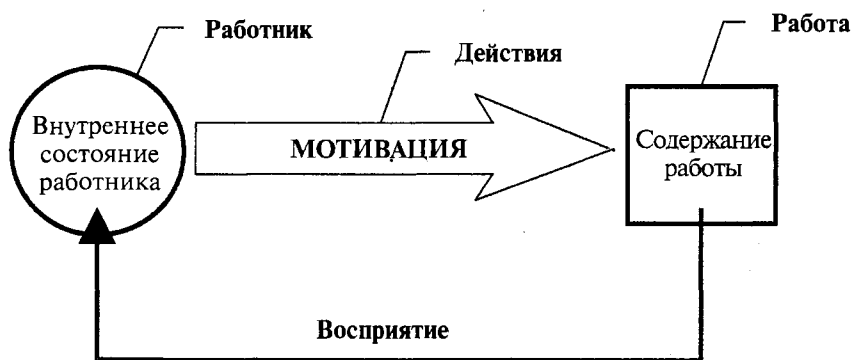 Работник
Работа
Действия
Внутреннее
состояние
работника
МОТИВАЦИЯ
Содержание
работы
Восприятие